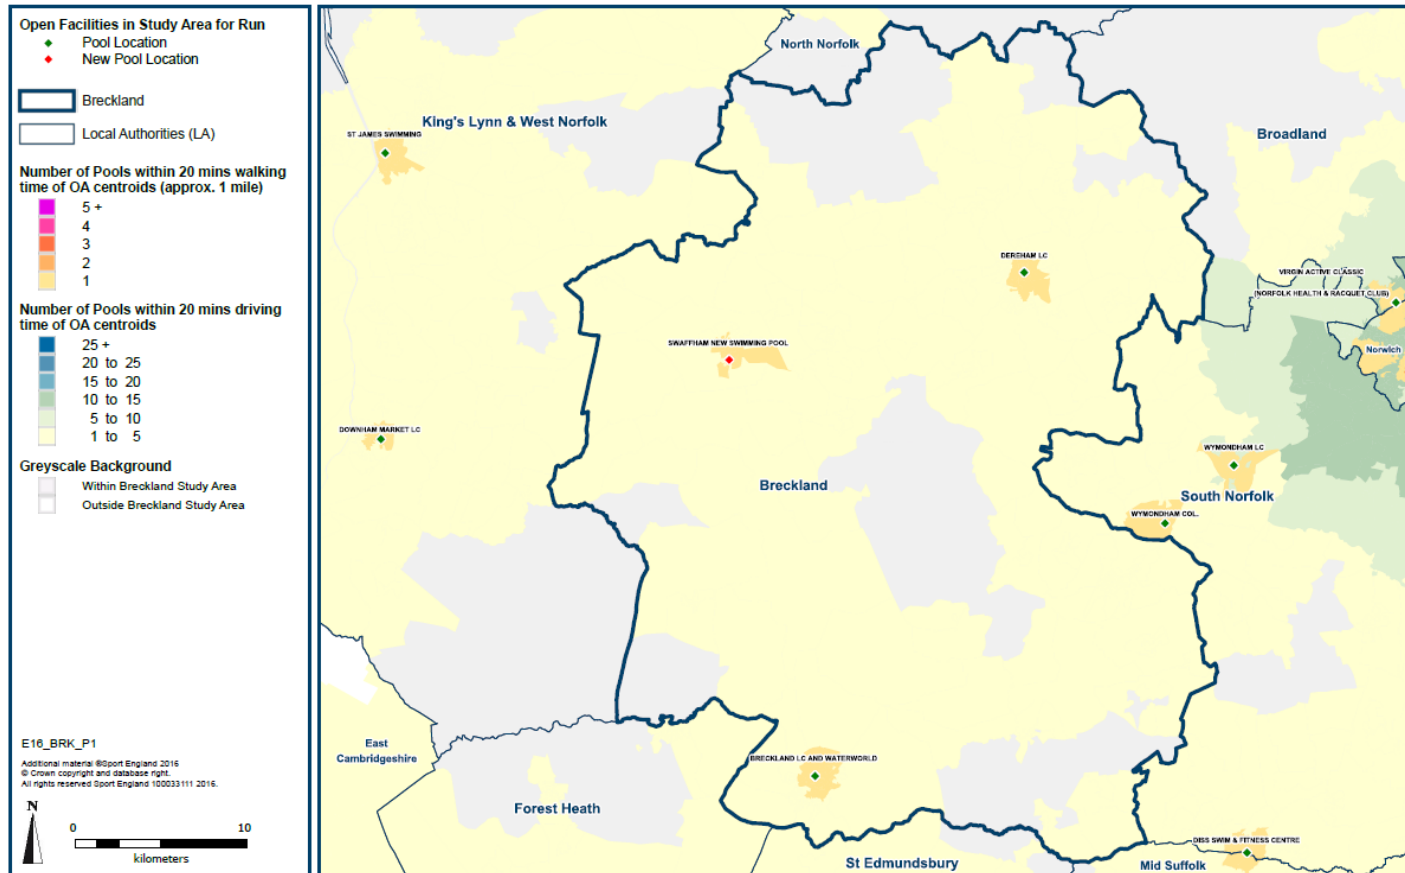 Open Facilities in Study Area for Run
Pool Location
New Pool Location
Breckland
Local Authorities (LA)
Number of Pools within 20 mins walking
time of OA centroids (approx. 1 mile)
5 +
4
3
2
1
Number of Pools within 20 mins driving
time of OA centroids
25 +
20 to 25
15 to 20
10 to 15
5 to 10
1 to 5
Greyscale Background
Within Breckland Study Area
Outside Breckland Study Area
E16_BRK_P1
Additional material ©Sport England 2016
© Crown copyright and database right.
All rights reserved Sport England 100033111 2016.
N
0 10
kilometers
North Norfolk
King's Lynn & West Norfolk
ST JAMES SWIMMING
Broadland
DEREHAM LC
VIRGIN ACTIVE CLASSIC
(NORFOLK HEALTH & RACQUET CLUB)
SWAFFHAM NEW SWIMMING POOL
Norwich
DOWNHAM MARKET LC
WYMONDHAM LC
Breckland
South Norfolk
WYMONDHAM COL.
East
Cambridgeshire
BRECKLAND LC AND WATERWORLD
Forest Heath
DISS SWIM & FITNESS CENTRE
St Edmundsbury
Mid Suffolk